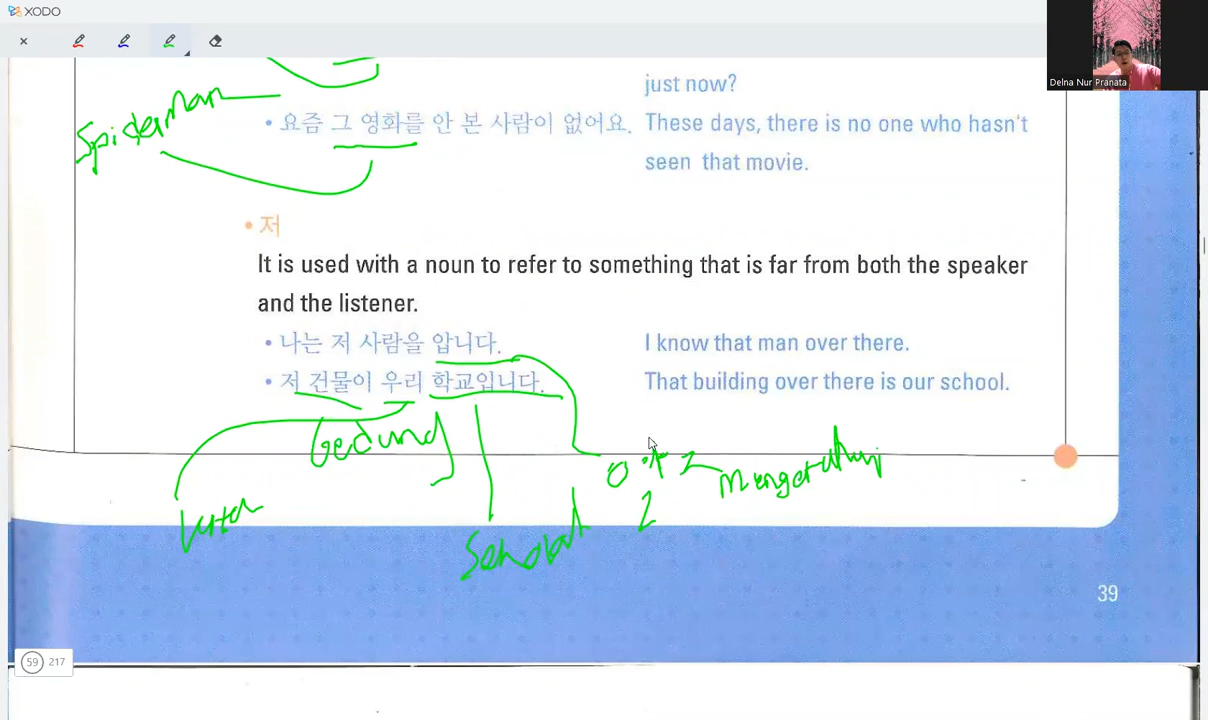 XODO
Delna Nur Pranata
just now?
Spiderman
• 요즘 그 영화를 안 본 사람이 없어요. These days, there is no one who hasn't
seen that movie.
• 저
It is used with a noun to refer to something that is far from both the speaker
and the listener.
• 나는 저 사람을 압니다. I know that man over there.
• 저 건물이 우리 학교입니다. That building over there is our school.
Gedung
알다
Mengetahui
Kita
Sekolah
39
59 217